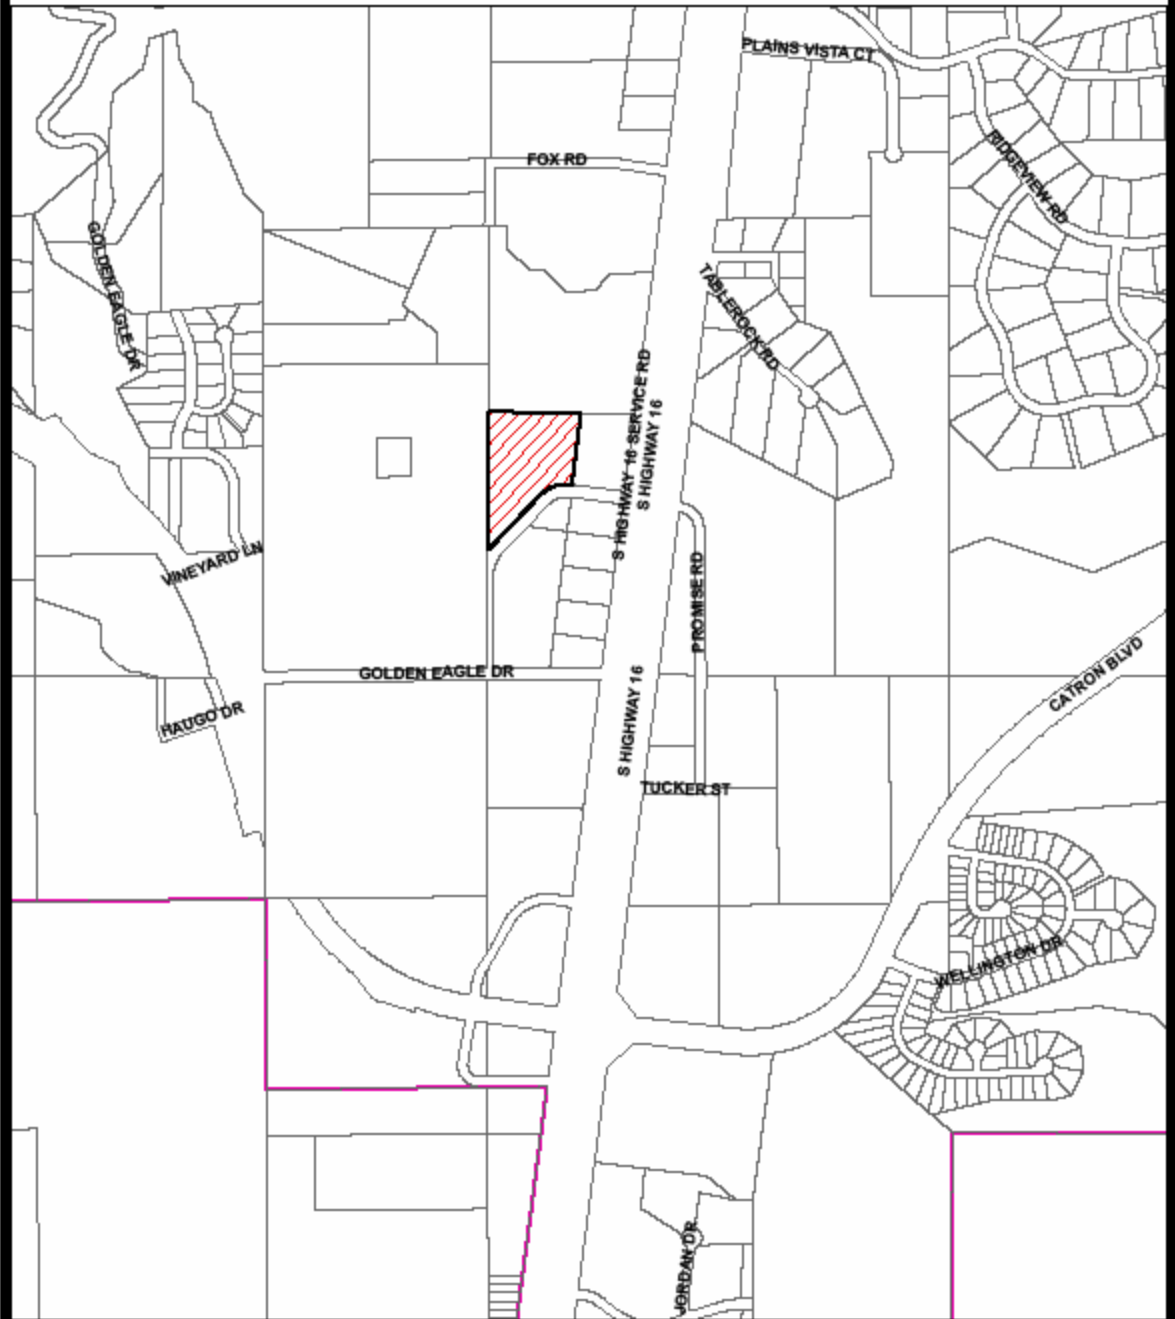 PLAINS VISTA CT
FOX RD
RIDGEVIEW RD
GOLDEN EAGLE DR
TABLEROCK RD
S HIGHWAY 16 SERVICE RD
S HIGHWAY 16
VINEYARD LN
PROMISE RD
GOLDEN EAGLE DR
CATRON BLVD
HAUGO DR
S HIGHWAY 16
TUCKER ST
WELLINGTON DR
JORDAN DR